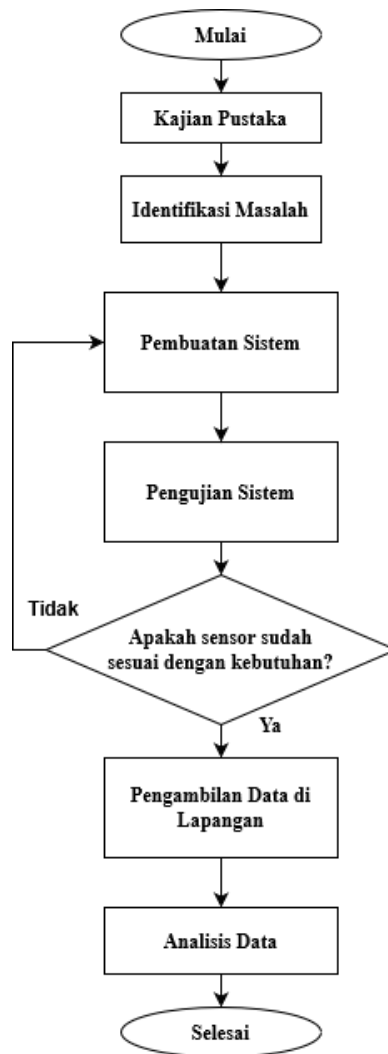 Mulai
Kajian Pustaka
Identifikasi Masalah
Pembuatan Sistem
Pengujian Sistem
Tidak
Apakah sensor sudah
sesuai dengan kebutuhan?
Ya
Pengambilan Data di
Lapangan
Analisis Data
Selesai